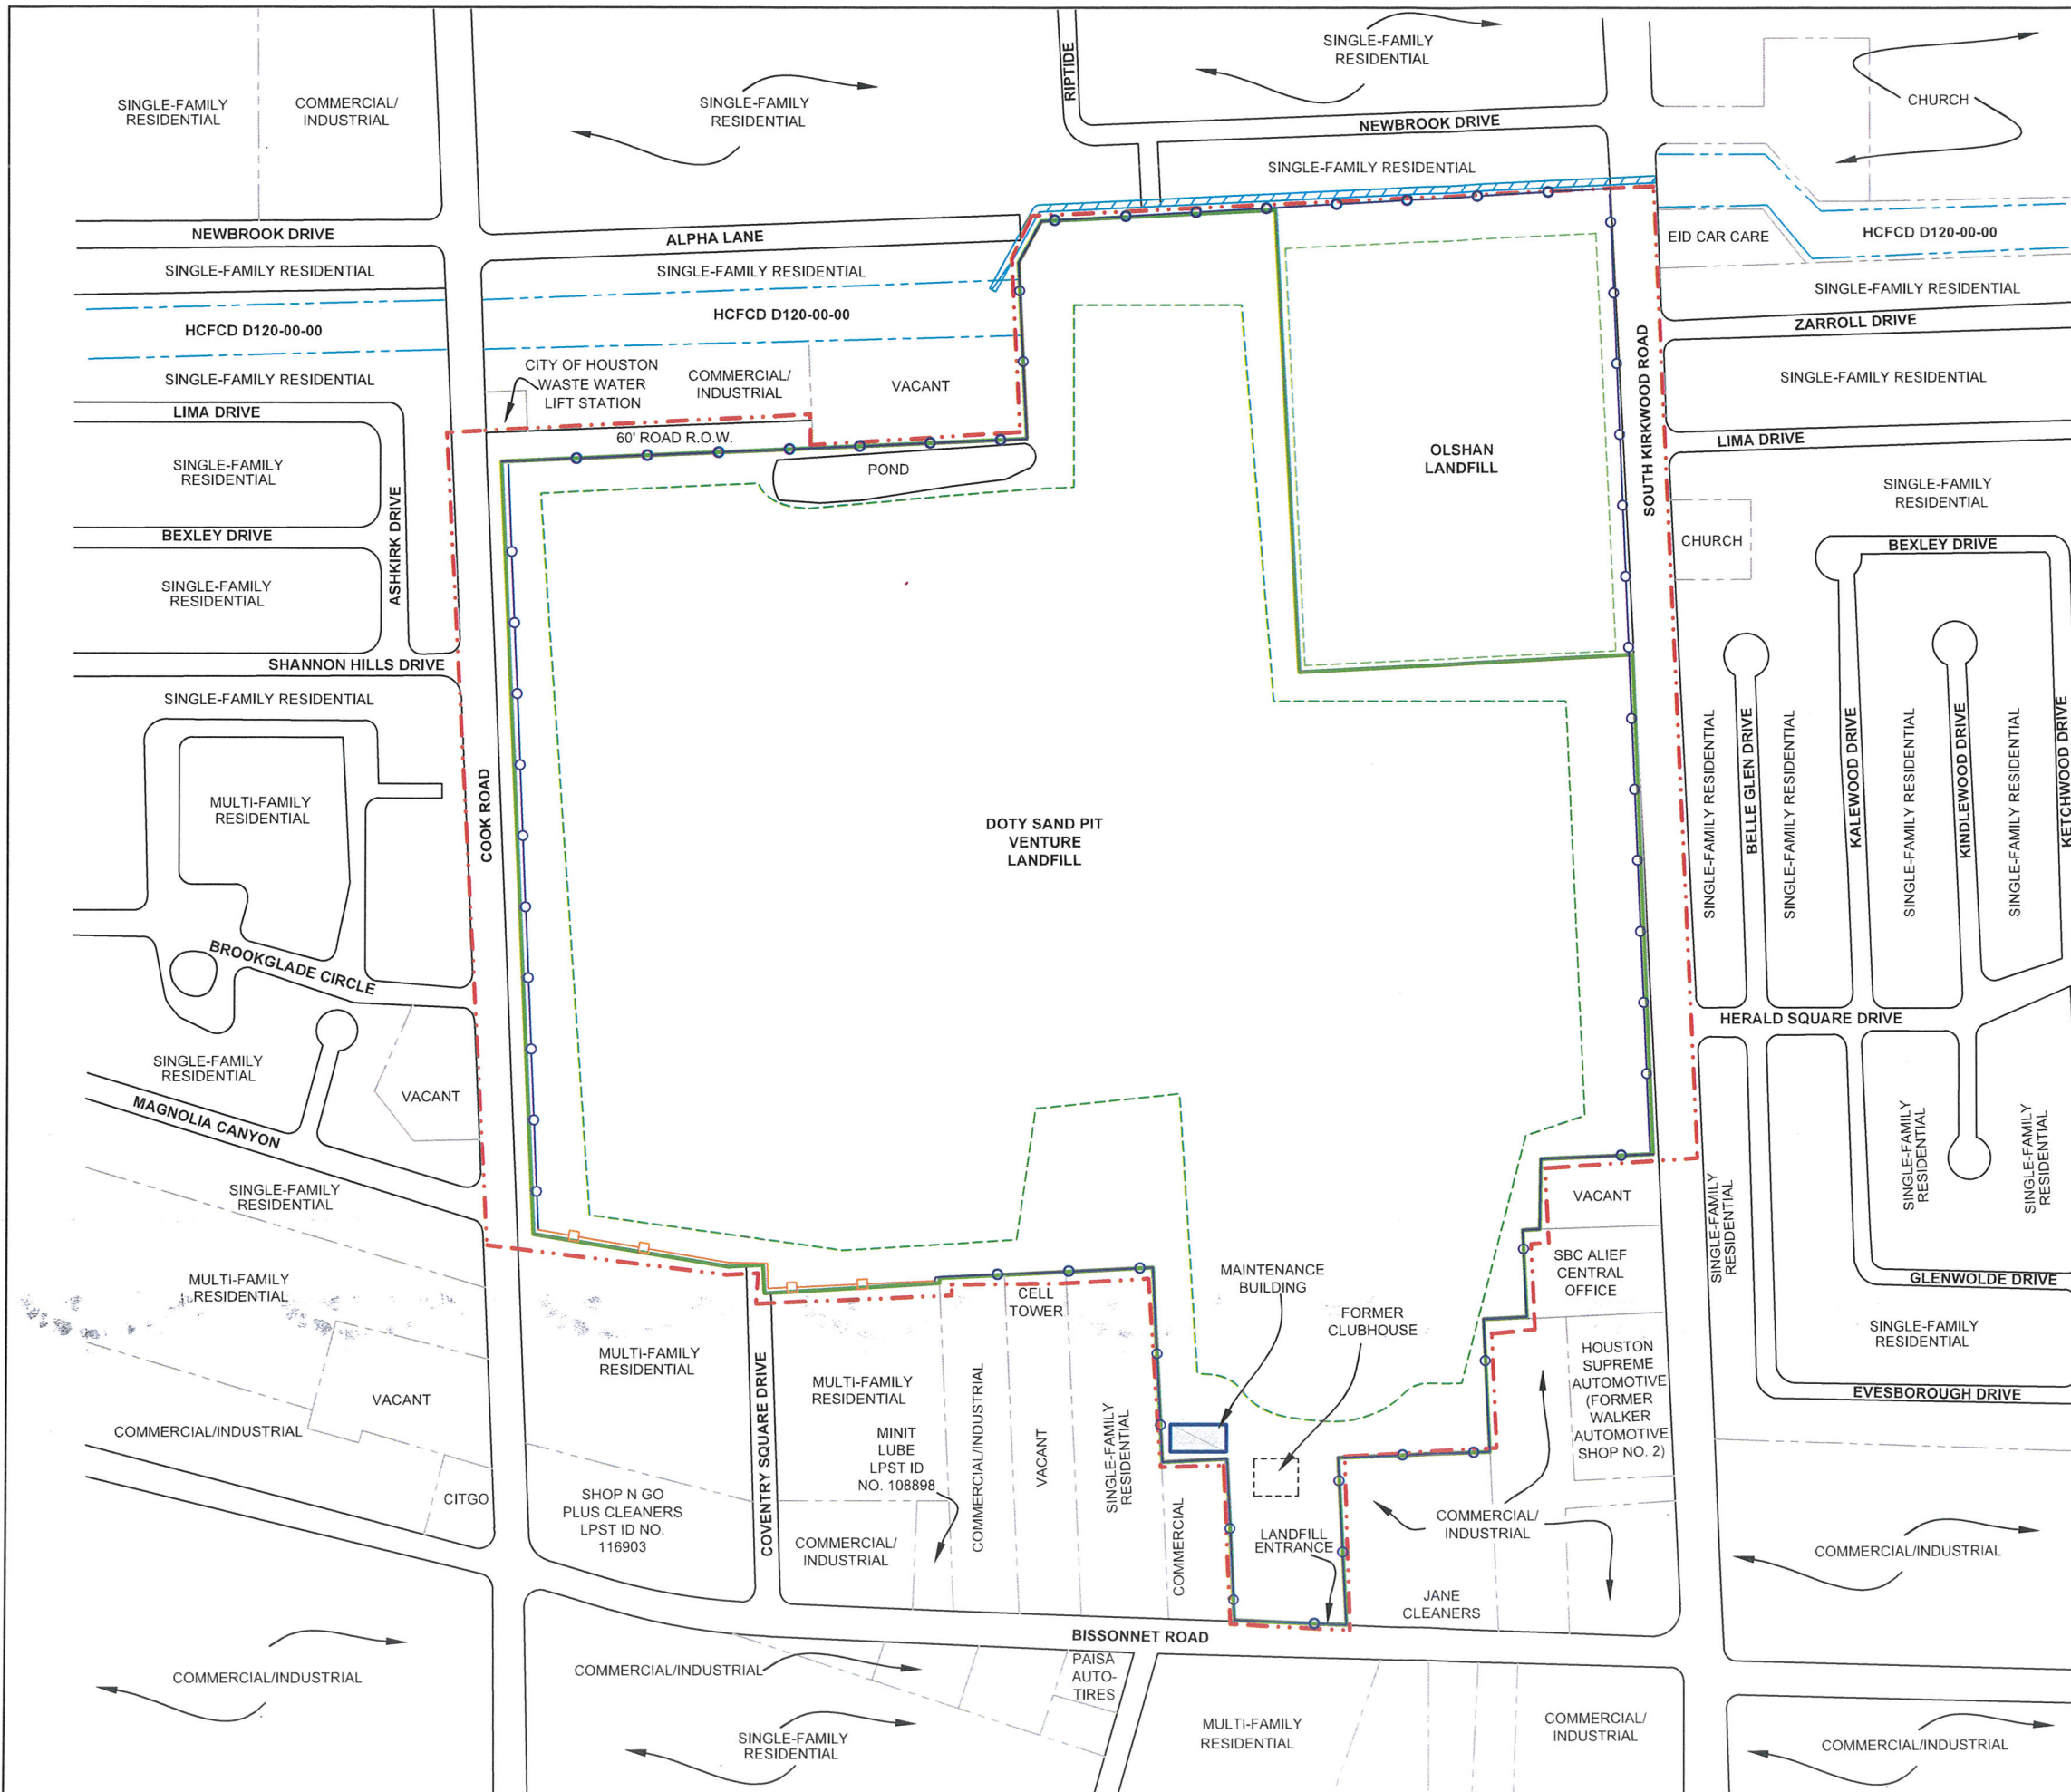 SINGLE-FAMILY
RESIDENTIAL
COMMERCIAL/
INDUSTRIAL
SINGLE-FAMILY
RESIDENTIAL
RIPTIDE
SINGLE-FAMILY
RESIDENTIAL
CHURCH
NEWBROOK DRIVE
SINGLE-FAMILY RESIDENTIAL
NEWBROOK DRIVE
ALPHA LANE
EID CAR CARE
HCFCD D120-00-00
SINGLE-FAMILY RESIDENTIAL
SINGLE-FAMILY RESIDENTIAL
SINGLE-FAMILY RESIDENTIAL
HCFCD D120-00-00
HCFCD D120-00-00
ZARROLL DRIVE
SINGLE-FAMILY RESIDENTIAL
CITY OF HOUSTON
WASTE WATER
LIFT STATION
COMMERCIAL/
INDUSTRIAL
VACANT
SINGLE-FAMILY RESIDENTIAL
LIMA DRIVE
60' ROAD R.O.W.
POND
OLSHAN
LANDFILL
SOUTH KIRKWOOD ROAD
LIMA DRIVE
SINGLE-FAMILY
RESIDENTIAL
SINGLE-FAMILY
RESIDENTIAL
BEXLEY DRIVE
ASHKIRK DRIVE
CHURCH
BEXLEY DRIVE
SINGLE-FAMILY
RESIDENTIAL
SHANNON HILLS DRIVE
SINGLE-FAMILY RESIDENTIAL
MULTI-FAMILY
RESIDENTIAL
COOK ROAD
DOTY SAND PIT
VENTURE
LANDFILL
SINGLE-FAMILY RESIDENTIAL
BELLE GLEN DRIVE
SINGLE-FAMILY RESIDENTIAL
KALEWOOD DRIVE
SINGLE-FAMILY RESIDENTIAL
KINDLEWOOD DRIVE
SINGLE-FAMILY RESIDENTIAL
KETCHWOOD DRIVE
BROOKGLADE CIRCLE
HERALD SQUARE DRIVE
SINGLE-FAMILY
RESIDENTIAL
VACANT
MAGNOLIA CANYON
SINGLE-FAMILY
RESIDENTIAL
SINGLE-FAMILY
RESIDENTIAL
SINGLE-FAMILY
RESIDENTIAL
SINGLE-FAMILY
RESIDENTIAL
VACANT
SBC ALIEF
CENTRAL
OFFICE
GLENWOLDE DRIVE
MULTI-FAMILY
RESIDENTIAL
MAINTENANCE
BUILDING
CELL
TOWER
FORMER
CLUBHOUSE
SINGLE-FAMILY
RESIDENTIAL
MULTI-FAMILY
RESIDENTIAL
COVENTRY SQUARE DRIVE
MULTI-FAMILY
RESIDENTIAL
HOUSTON
SUPREME
AUTOMOTIVE
(FORMER
WALKER
AUTOMOTIVE
SHOP NO. 2)
EVESBOROUGH DRIVE
VACANT
COMMERCIAL/INDUSTRIAL
MINIT
LUBE
LPST ID
NO. 108898
COMMERCIAL/INDUSTRIAL
VACANT
SINGLE-FAMILY
RESIDENTIAL
COMMERCIAL
CITGO
SHOP N GO
PLUS CLEANERS
LPST ID NO.
116903
COMMERCIAL/
INDUSTRIAL
LANDFILL
ENTRANCE
COMMERCIAL/
INDUSTRIAL
COMMERCIAL/INDUSTRIAL
JANE
CLEANERS
BISSONNET ROAD
COMMERCIAL/INDUSTRIAL
COMMERCIAL/INDUSTRIAL
PAISA
AUTO-
TIRES
SINGLE-FAMILY
RESIDENTIAL
MULTI-FAMILY
RESIDENTIAL
COMMERCIAL/
INDUSTRIAL
COMMERCIAL/INDUSTRIAL